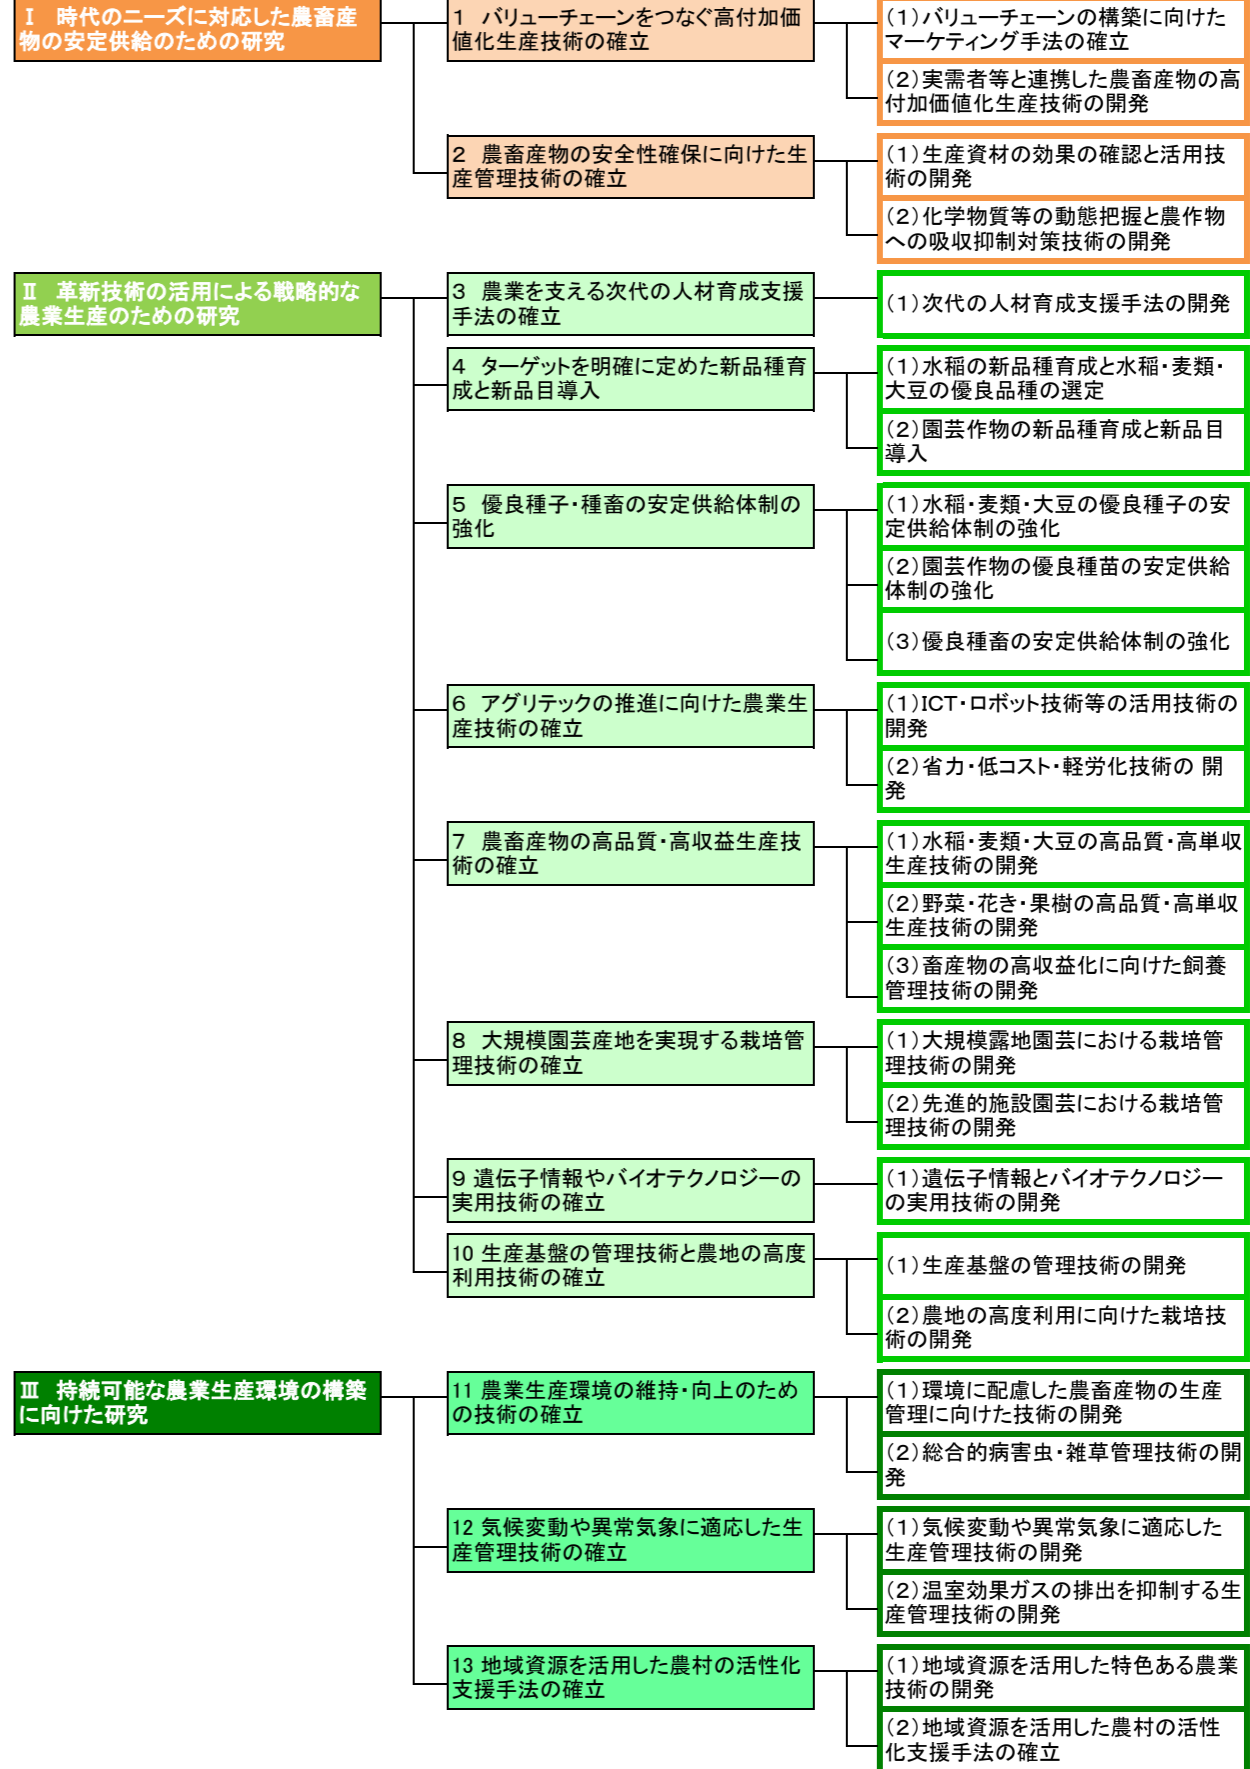 Ⅰ 時代のニーズに対応した農畜産
物の安定供給のための研究
1 バリューチェーンをつなぐ高付加価
値化生産技術の確立
(1)バリューチェーンの構築に向けた
マーケティング手法の確立
(2)実需者等と連携した農畜産物の高
付加価値化生産技術の開発
2 農畜産物の安全性確保に向けた生
産管理技術の確立
(1)生産資材の効果の確認と活用技
術の開発
(2)化学物質等の動態把握と農作物
への吸収抑制対策技術の開発
Ⅱ 革新技術の活用による戦略的な
農業生産のための研究
3 農業を支える次代の人材育成支援
手法の確立
(1)次代の人材育成支援手法の開発
4 ターゲットを明確に定めた新品種育
成と新品目導入
(1)水稲の新品種育成と水稲・麦類・
大豆の優良品種の選定
(2)園芸作物の新品種育成と新品目
導入
5 優良種子・種畜の安定供給体制の
強化
(1)水稲・麦類・大豆の優良種子の安
定供給体制の強化
(2)園芸作物の優良種苗の安定供給
体制の強化
(3)優良種畜の安定供給体制の強化
6 アグリテックの推進に向けた農業生
産技術の確立
(1)ICT・ロボット技術等の活用技術の
開発
(2)省力・低コスト・軽労化技術の 開
発
7 農畜産物の高品質・高収益生産技
術の確立
(1)水稲・麦類・大豆の高品質・高単収
生産技術の開発
(2)野菜・花き・果樹の高品質・高単収
生産技術の開発
(3)畜産物の高収益化に向けた飼養
管理技術の開発
8 大規模園芸産地を実現する栽培管
理技術の確立
(1)大規模露地園芸における栽培管
理技術の開発
(2)先進的施設園芸における栽培管
理技術の開発
9 遺伝子情報やバイオテクノロジーの
実用技術の確立
(1)遺伝子情報とバイオテクノロジー
の実用技術の開発
10 生産基盤の管理技術と農地の高度
利用技術の確立
(1)生産基盤の管理技術の開発
(2)農地の高度利用に向けた栽培技
術の開発
Ⅲ 持続可能な農業生産環境の構築
に向けた研究
11 農業生産環境の維持・向上のため
の技術の確立
(1)環境に配慮した農畜産物の生産
管理に向けた技術の開発
(2)総合的病害虫・雑草管理技術の開
発
12 気候変動や異常気象に適応した生
産管理技術の確立
(1)気候変動や異常気象に適応した
生産管理技術の開発
(2)温室効果ガスの排出を抑制する生
産管理技術の開発
13 地域資源を活用した農村の活性化
支援手法の確立
(1)地域資源を活用した特色ある農業
技術の開発
(2)地域資源を活用した農村の活性
化支援手法の確立